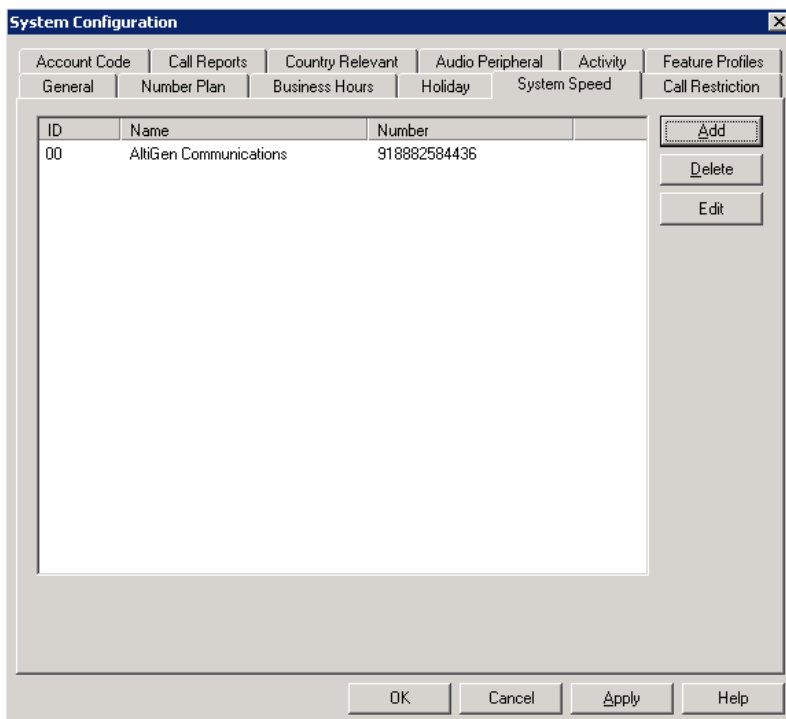 System Configuration
Account Code Call Reports Country Relevant Audio Peripheral Activity Feature Profiles
General Number Plan Business Hours Holiday System Speed Call Restriction
ID Name Number
00 AltiGen Communications 918882584436
Add
Delete
Edit
OK Cancel Apply Help